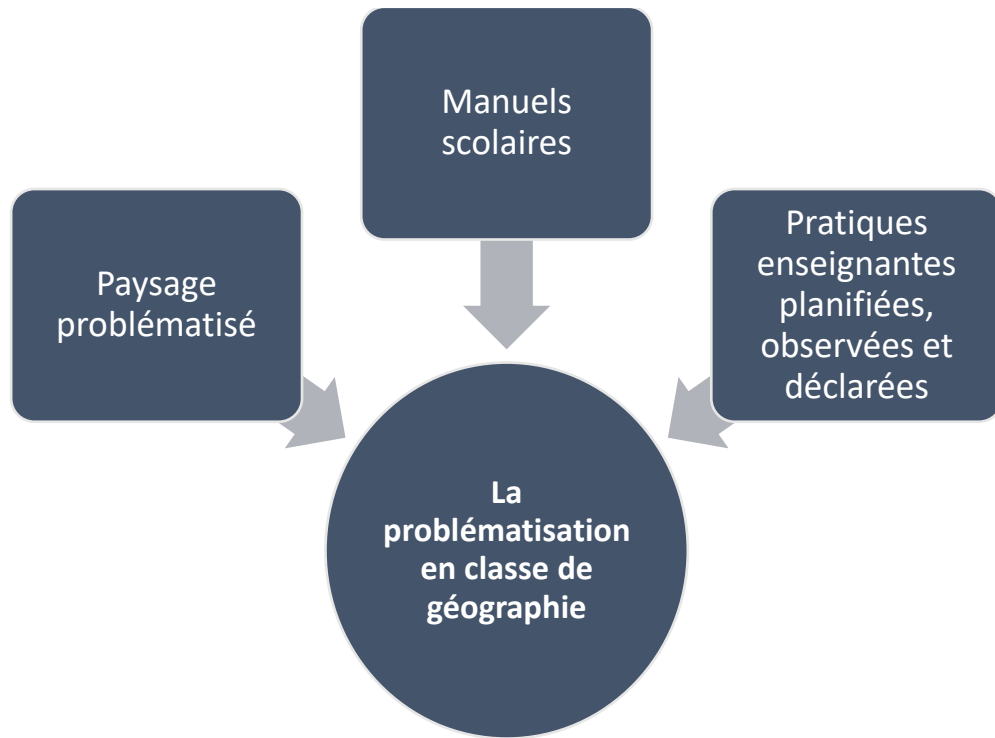 Manuels
scolaires
Paysage
problématisé
Pratiques
enseignantes
planifiées,
observées et
déclarées
La
problématisation
en classe de
géographie